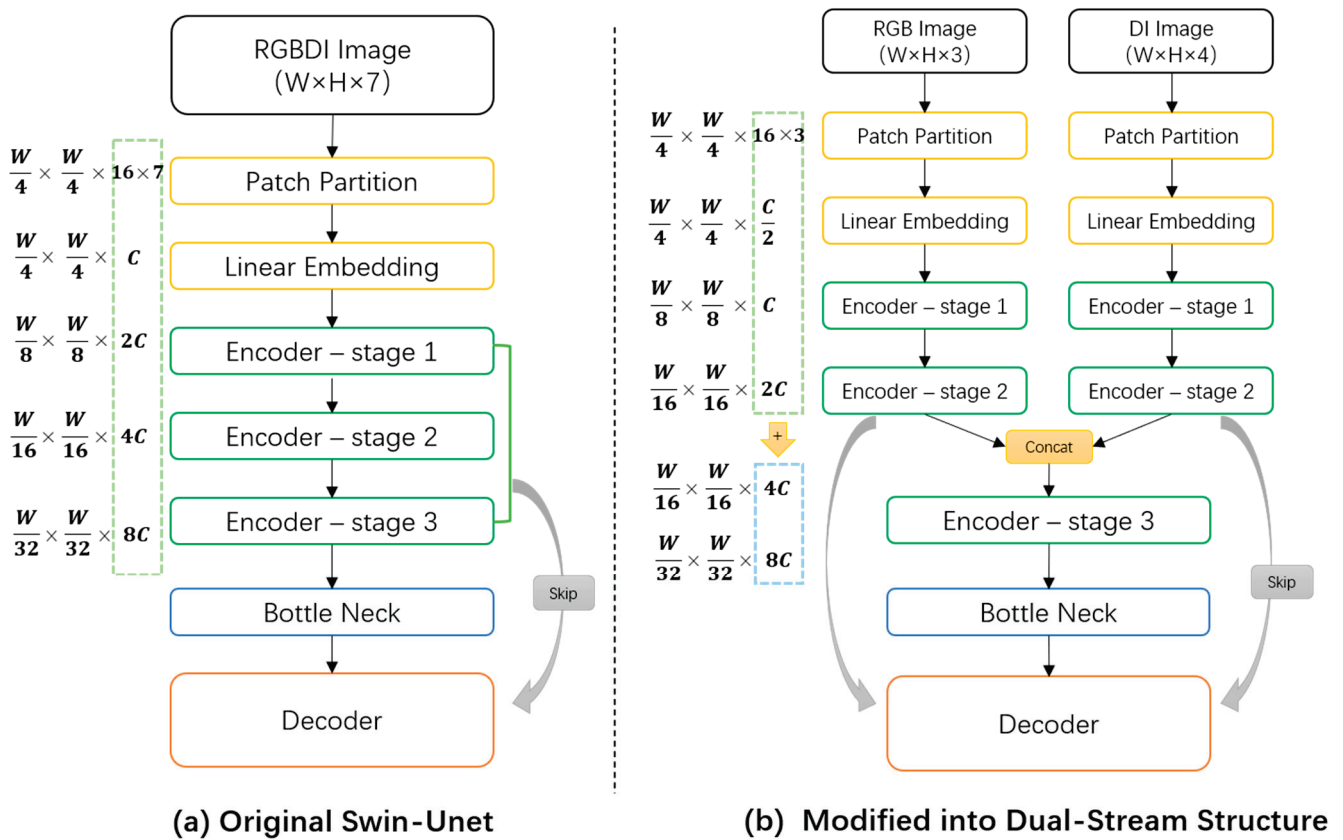 RGBDI Image
(W×H×7)
W/4 × W/4 × 16×7
Patch Partition
W/4 × W/4 × C
Linear Embedding
W/8 × W/8 × 2C
Encoder – stage 1
W/16 × W/16 × 4C
Encoder – stage 2
W/32 × W/32 × 8C
Encoder – stage 3
Skip
Bottle Neck
Decoder
(a) Original Swin-Unet
RGB Image
(W×H×3)
DI Image
(W×H×4)
W/4 × W/4 × 16×3
Patch Partition
Patch Partition
W/4 × W/4 × C/2
Linear Embedding
Linear Embedding
W/8 × W/8 × C
Encoder – stage 1
Encoder – stage 1
W/16 × W/16 × 2C
Encoder – stage 2
Encoder – stage 2
+
Concat
W/16 × W/16 × 4C
Encoder – stage 3
W/32 × W/32 × 8C
Skip
Bottle Neck
Decoder
(b) Modified into Dual-Stream Structure